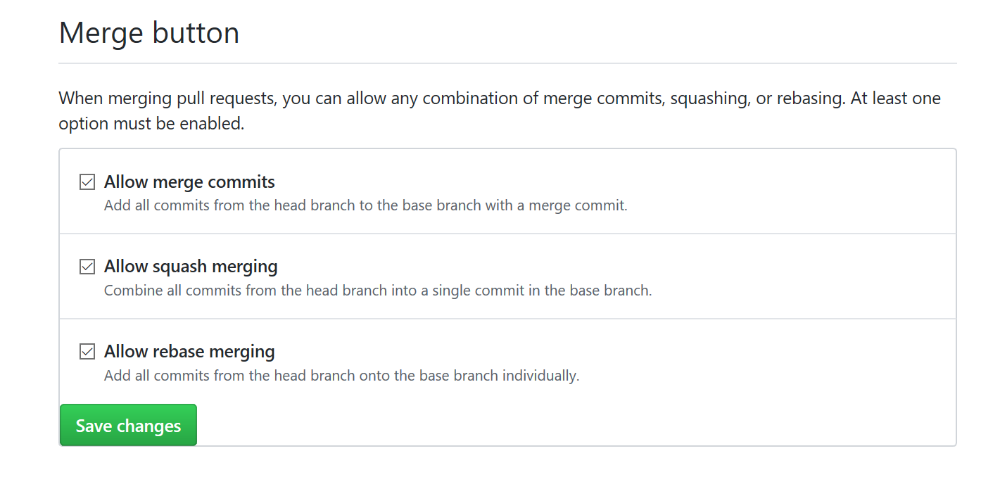 Merge button
When merging pull requests, you can allow any combination of merge commits, squashing, or rebasing. At least one
option must be enabled.
Allow merge commits
Add all commits from the head branch to the base branch with a merge commit.
Allow squash merging
Combine all commits from the head branch into a single commit in the base branch.
Allow rebase merging
Add all commits from the head branch onto the base branch individually.
Save changes